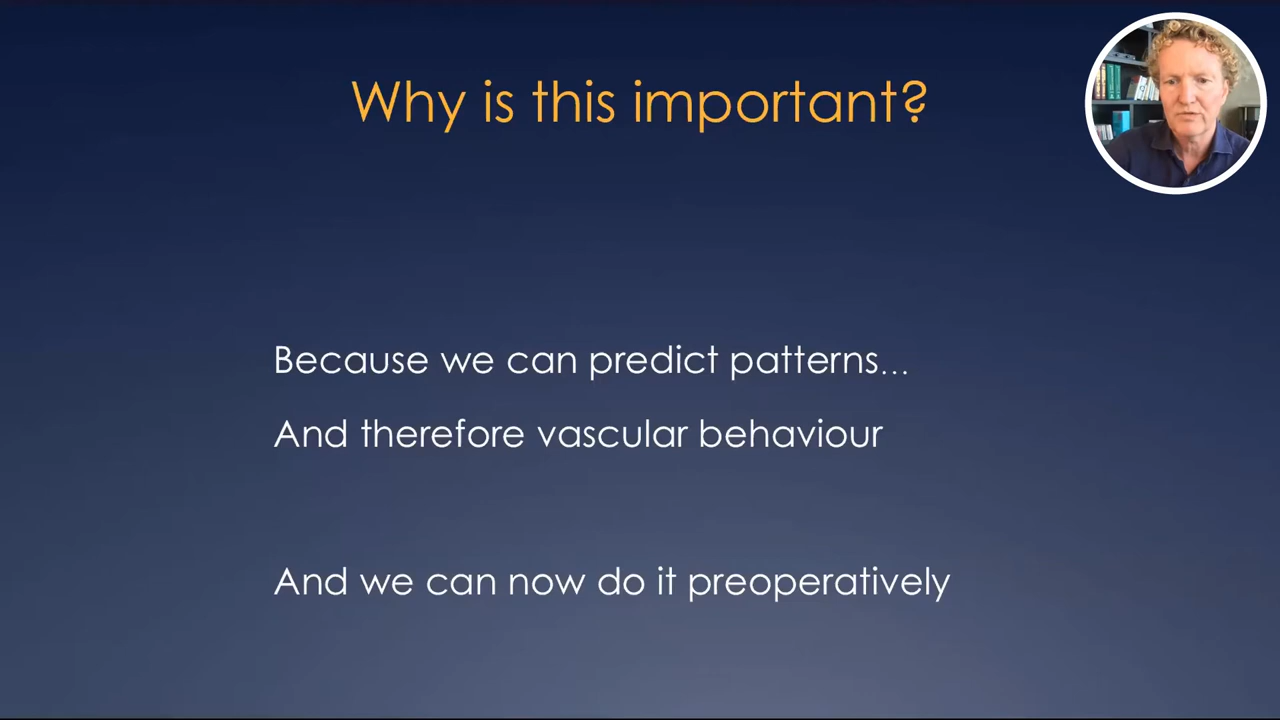 Why is this important?
Because we can predict patterns...
And therefore vascular behaviour
And we can now do it preoperatively